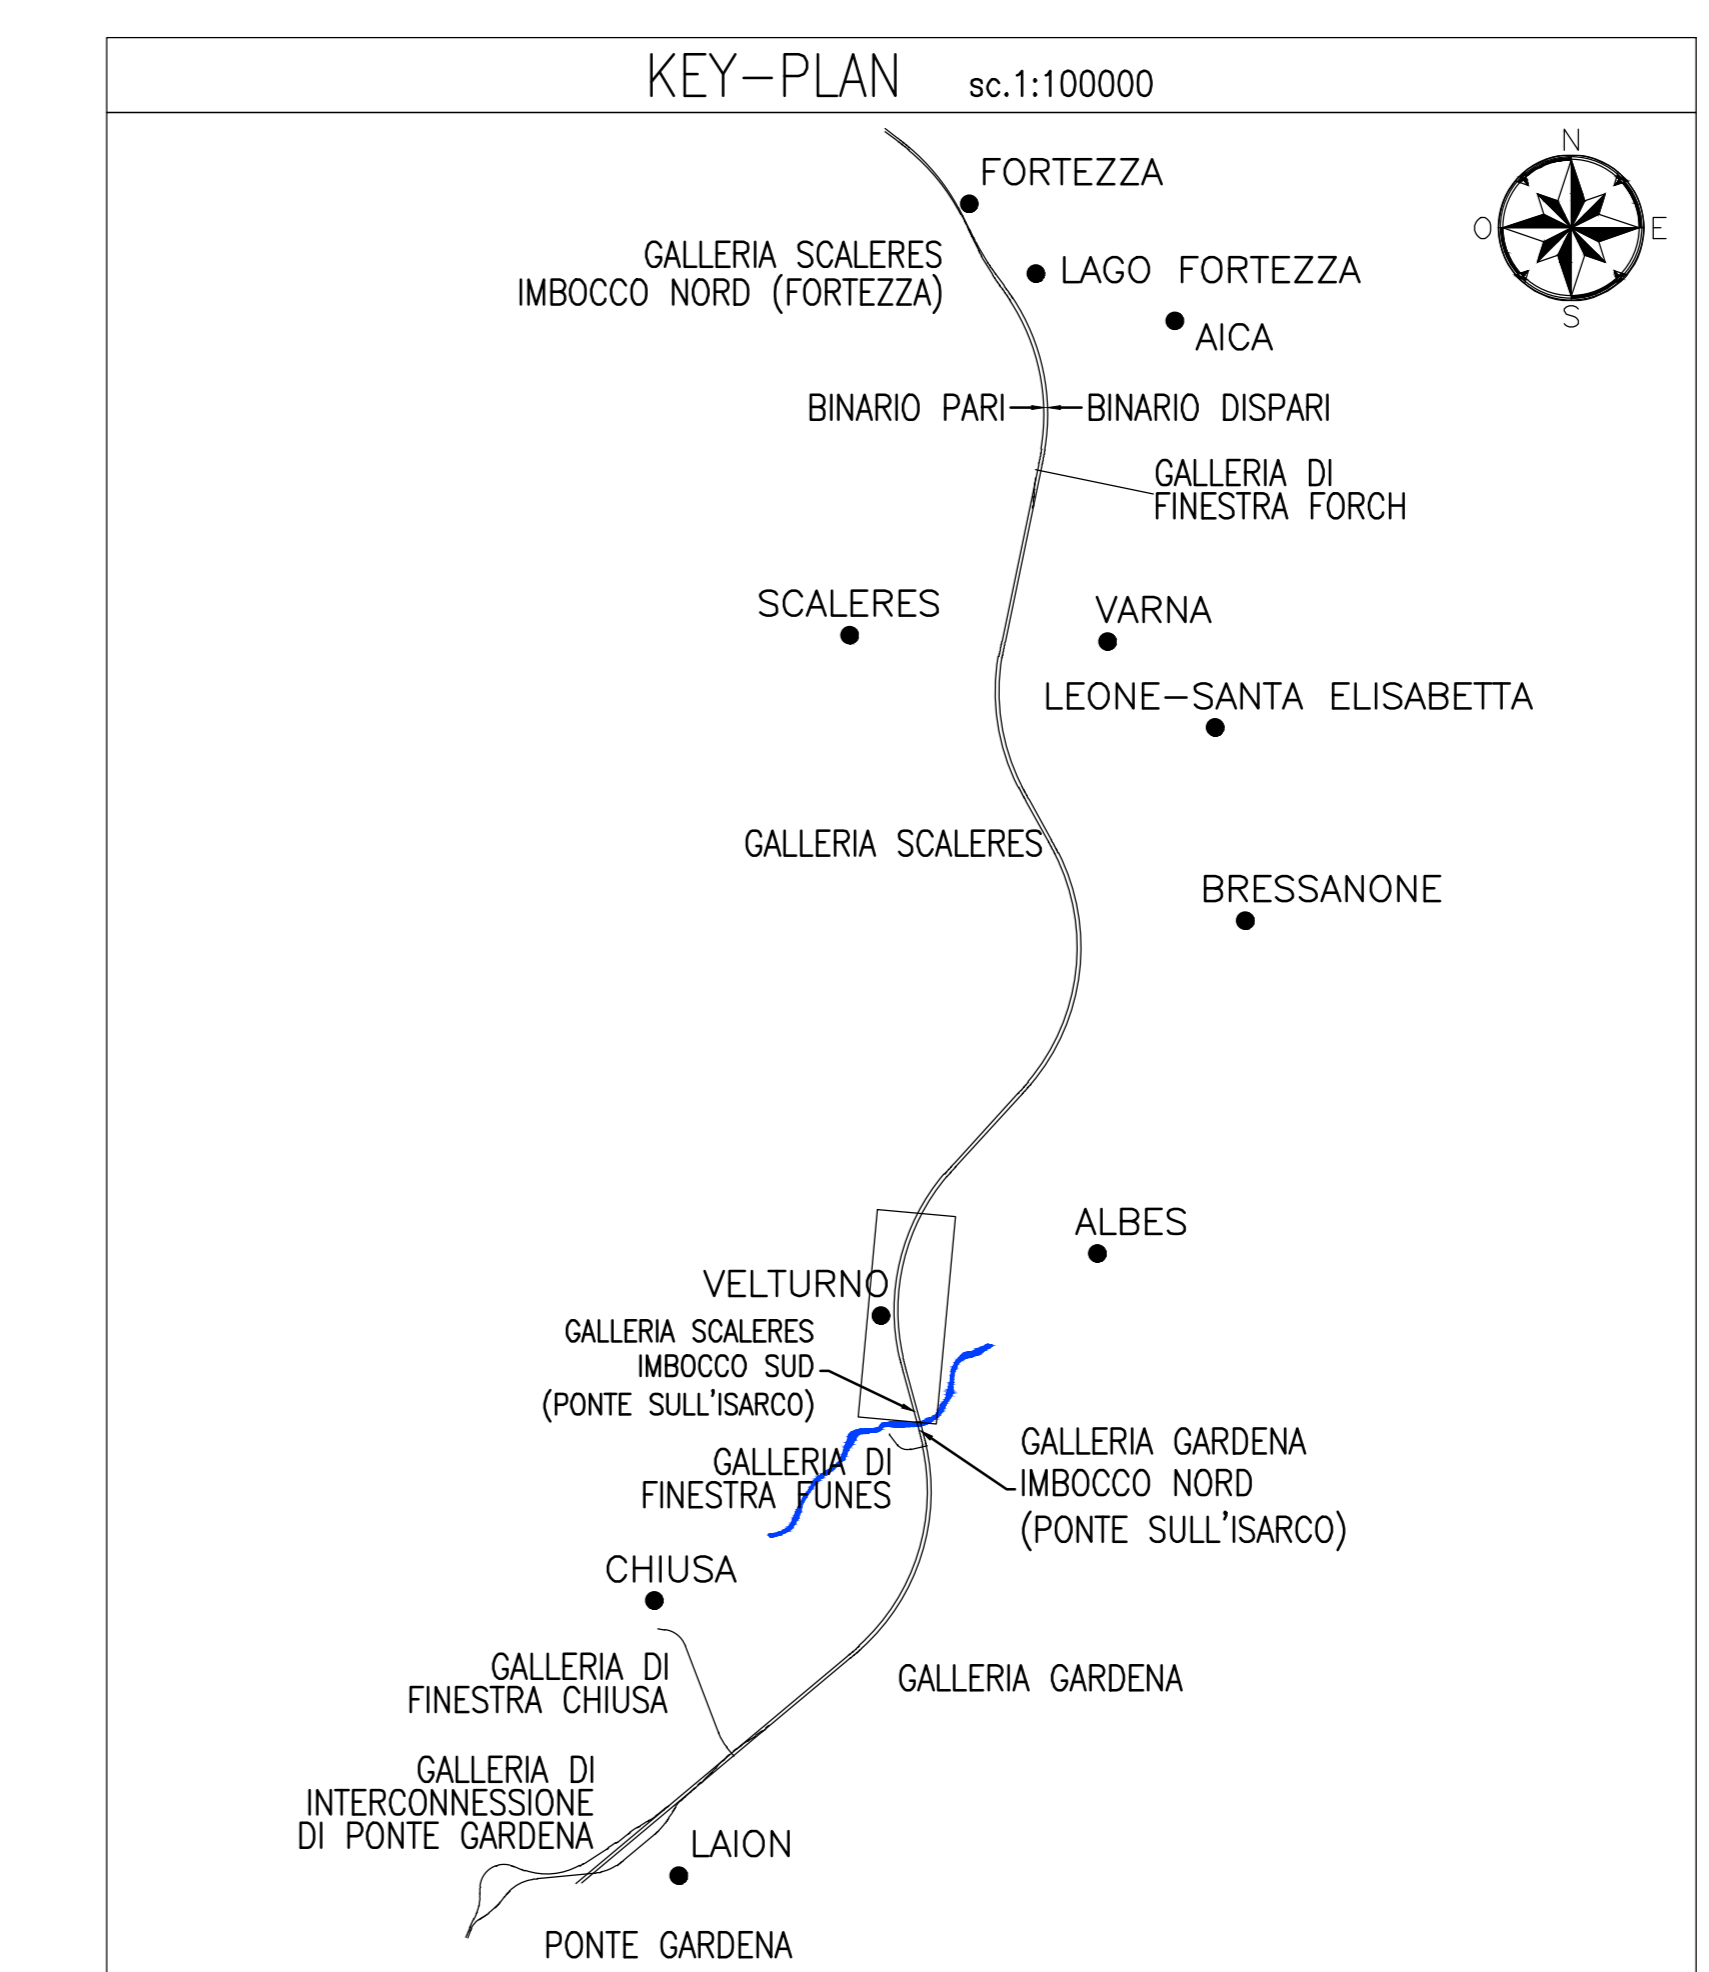 KEY-PLAN sc.1:100000
N
O
E
S
FORTEZZA
GALLERIA SCALERES
IMBOCCO NORD (FORTEZZA)
LAGO FORTEZZA
AICA
BINARIO PARI
BINARIO DISPARI
GALLERIA DI
FINESTRA FORCH
SCALERES
VARNA
LEONE-SANTA ELISABETTA
GALLERIA SCALERES
BRESSANONE
ALBES
VELTURNO
GALLERIA SCALERES
IMBOCCO SUD
(PONTE SULL'ISARCO)
GALLERIA DI
FINESTRA FUNES
GALLERIA GARDENA
IMBOCCO NORD
(PONTE SULL'ISARCO)
CHIUSA
GALLERIA DI
FINESTRA CHIUSA
GALLERIA GARDENA
GALLERIA DI
INTERCONNESSIONE
DI PONTE GARDENA
LAION
PONTE GARDENA